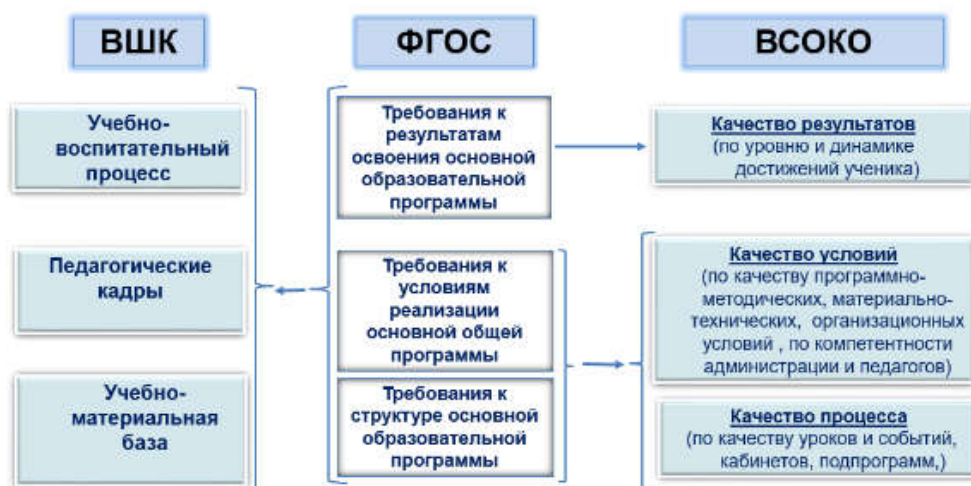 ВШК
ФГОС
ВСОКО
Учебно-
воспитательный
процесс
Педагогические
кадры
Учебно-
материальная
база
Требования к
результатам
освоения основной
образовательной
программы
Требования к
условиям
реализации
основной общей
программы
Требования к
структуре основной
образовательной
программы
Качество результатов
(по уровню и динамике
достижений ученика)
Качество условий
(по качеству программно-
методических, материально-
технических, организационных
условий , по компетентности
администрации и педагогов)
Качество процесса
(по качеству уроков и событий,
кабинетов, подпрограмм,)